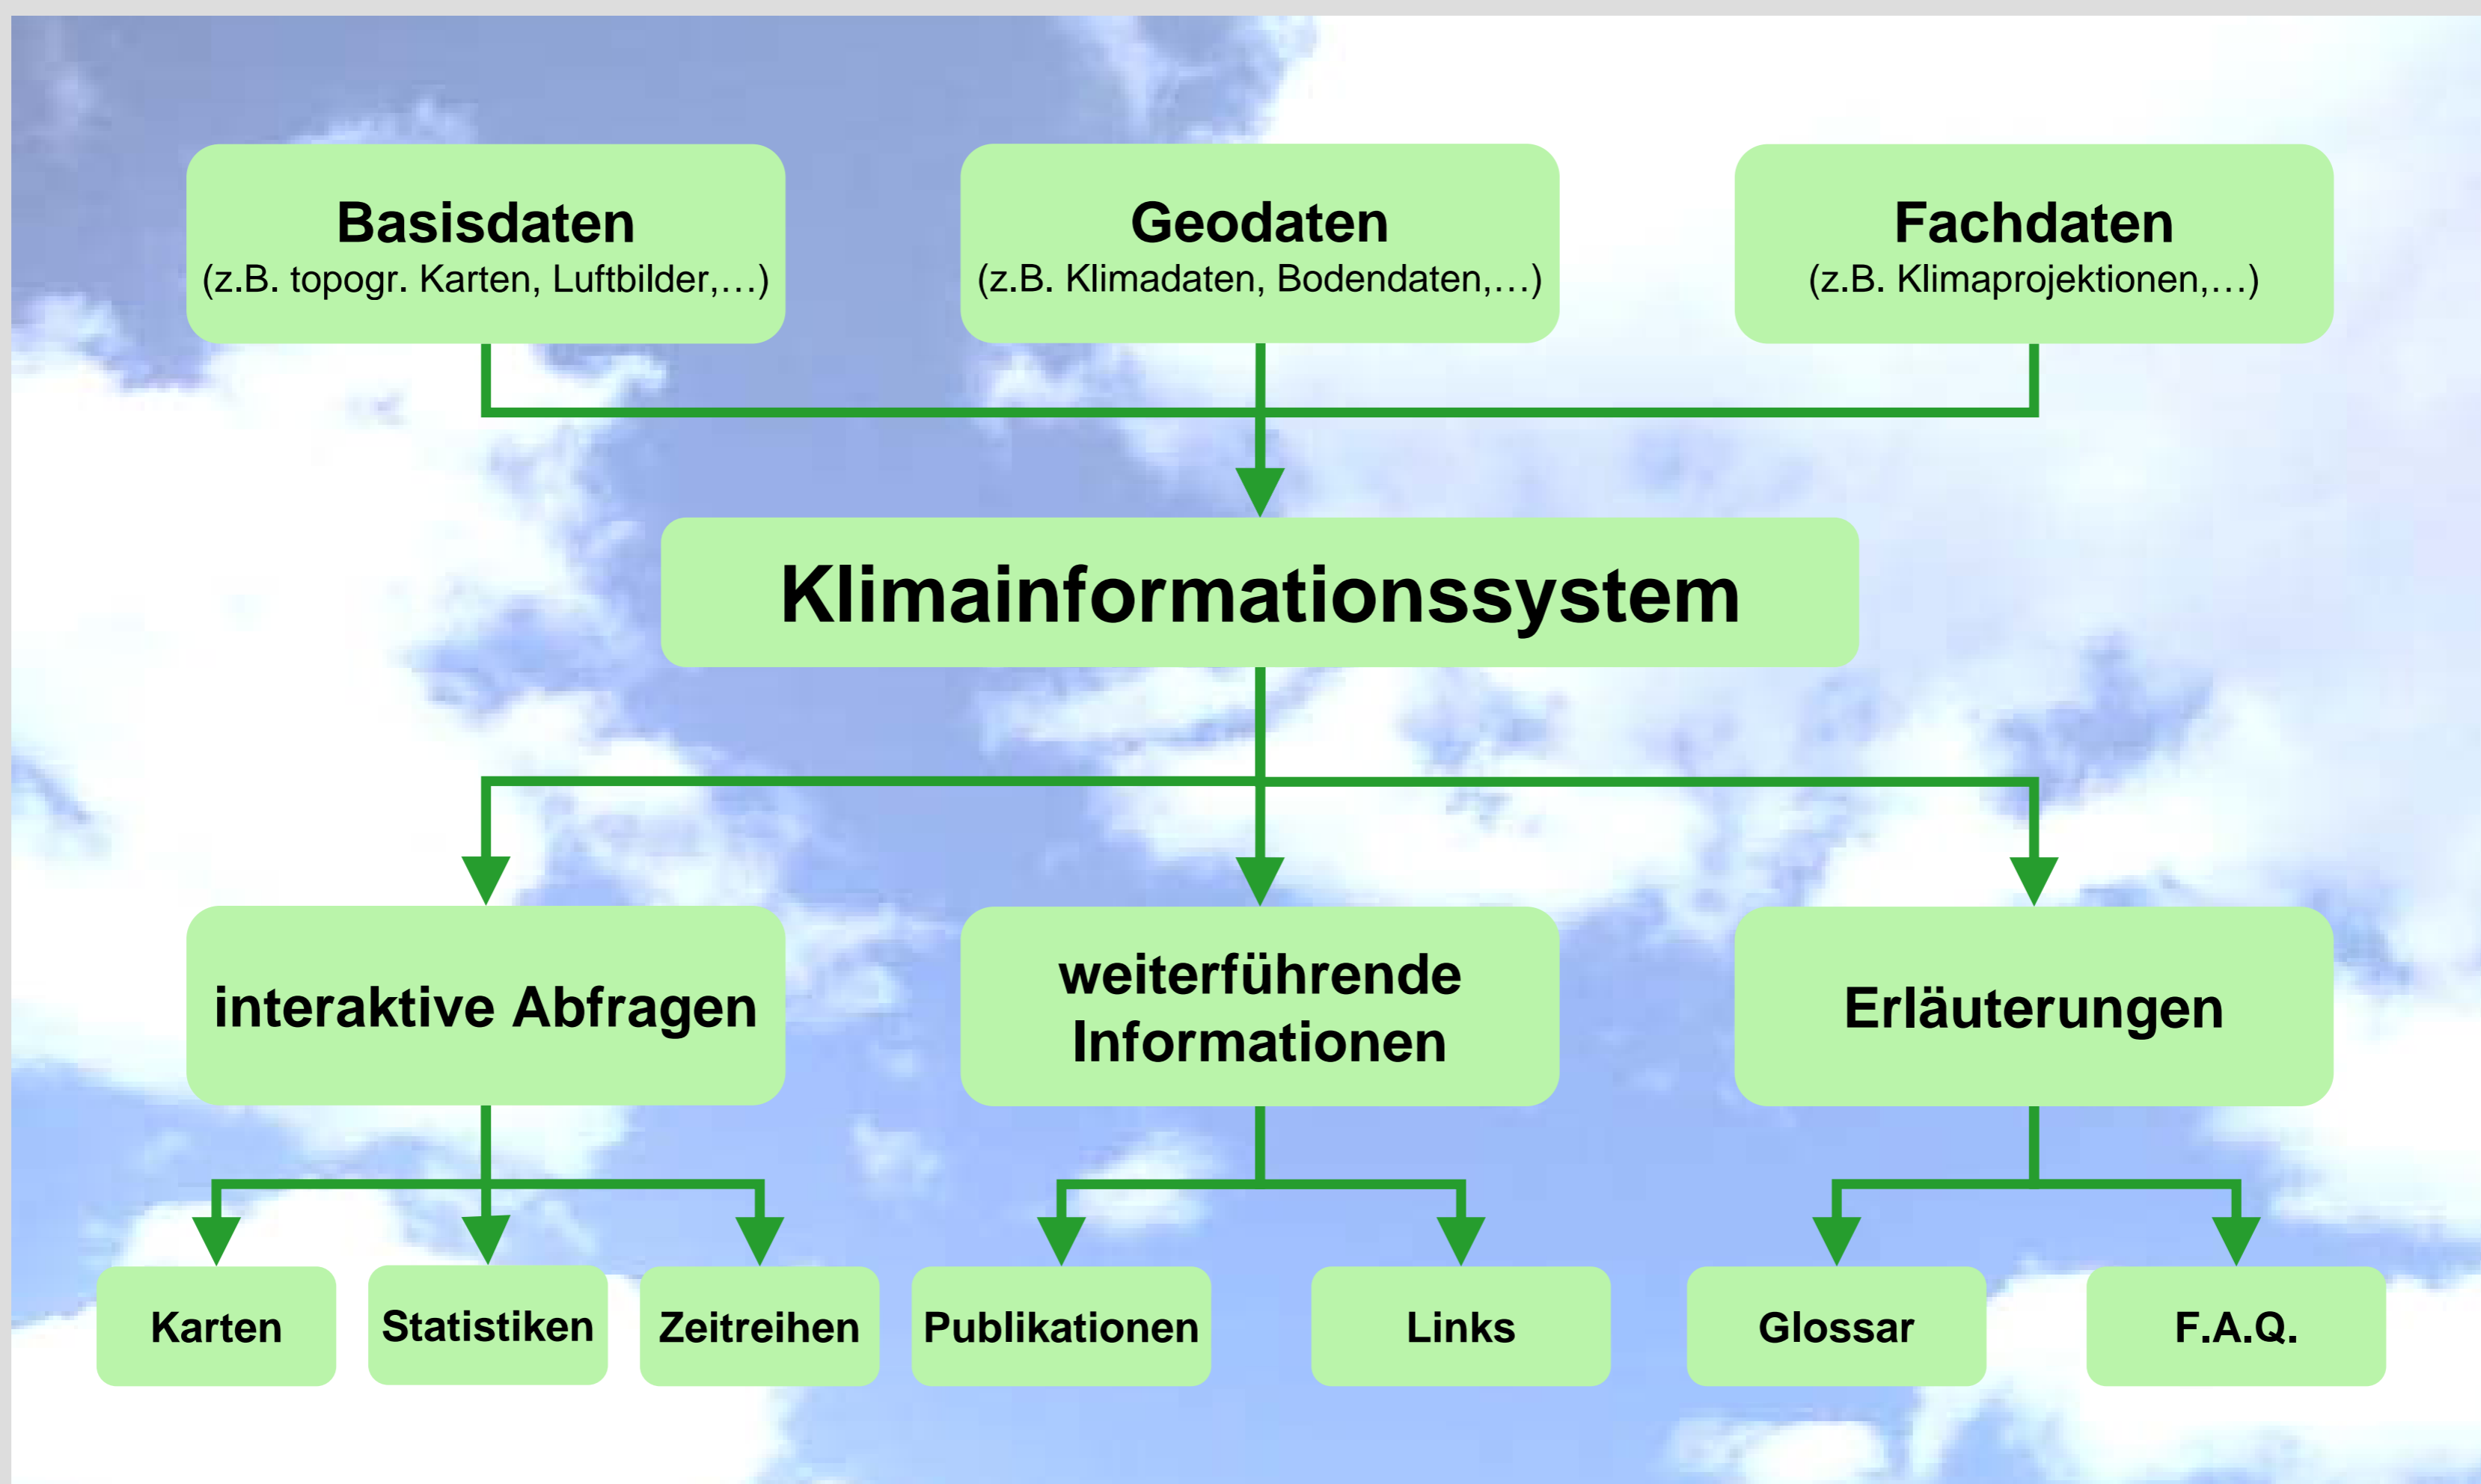 Basisdaten
(z.B. topogr. Karten, Luftbilder,…)
Geodaten
(z.B. Klimadaten, Bodendaten,…)
Fachdaten
(z.B. Klimaprojektionen,…)
Klimainformationssystem
interaktive Abfragen
weiterführende
Informationen
Erläuterungen
Karten
Statistiken
Zeitreihen
Publikationen
Links
Glossar
F.A.Q.